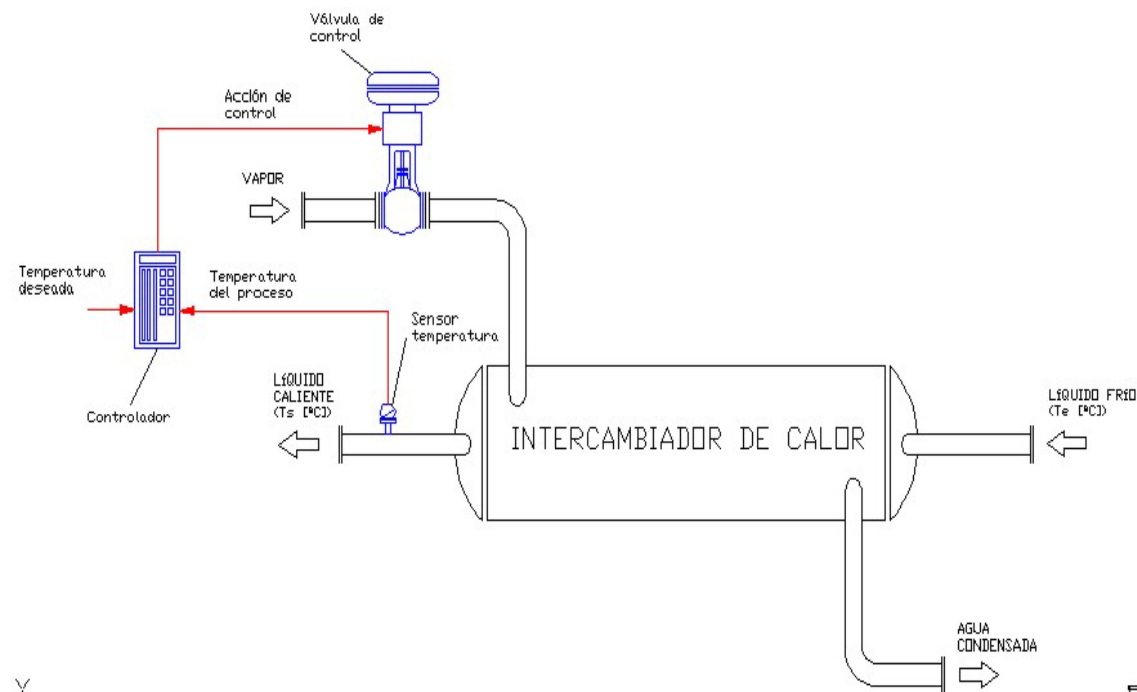 Válvula de
control
Acción de
control
VAPOR
Temperatura
deseada
Temperatura
del proceso
Sensor
temperatura
Controlador
LíQUIDO
CALIENTE
(Ts [ºC])
LíQUIDO FRíO
(Te [ºC])
INTERCAMBIADOR DE CALOR
AGUA
CONDENSADA
Y